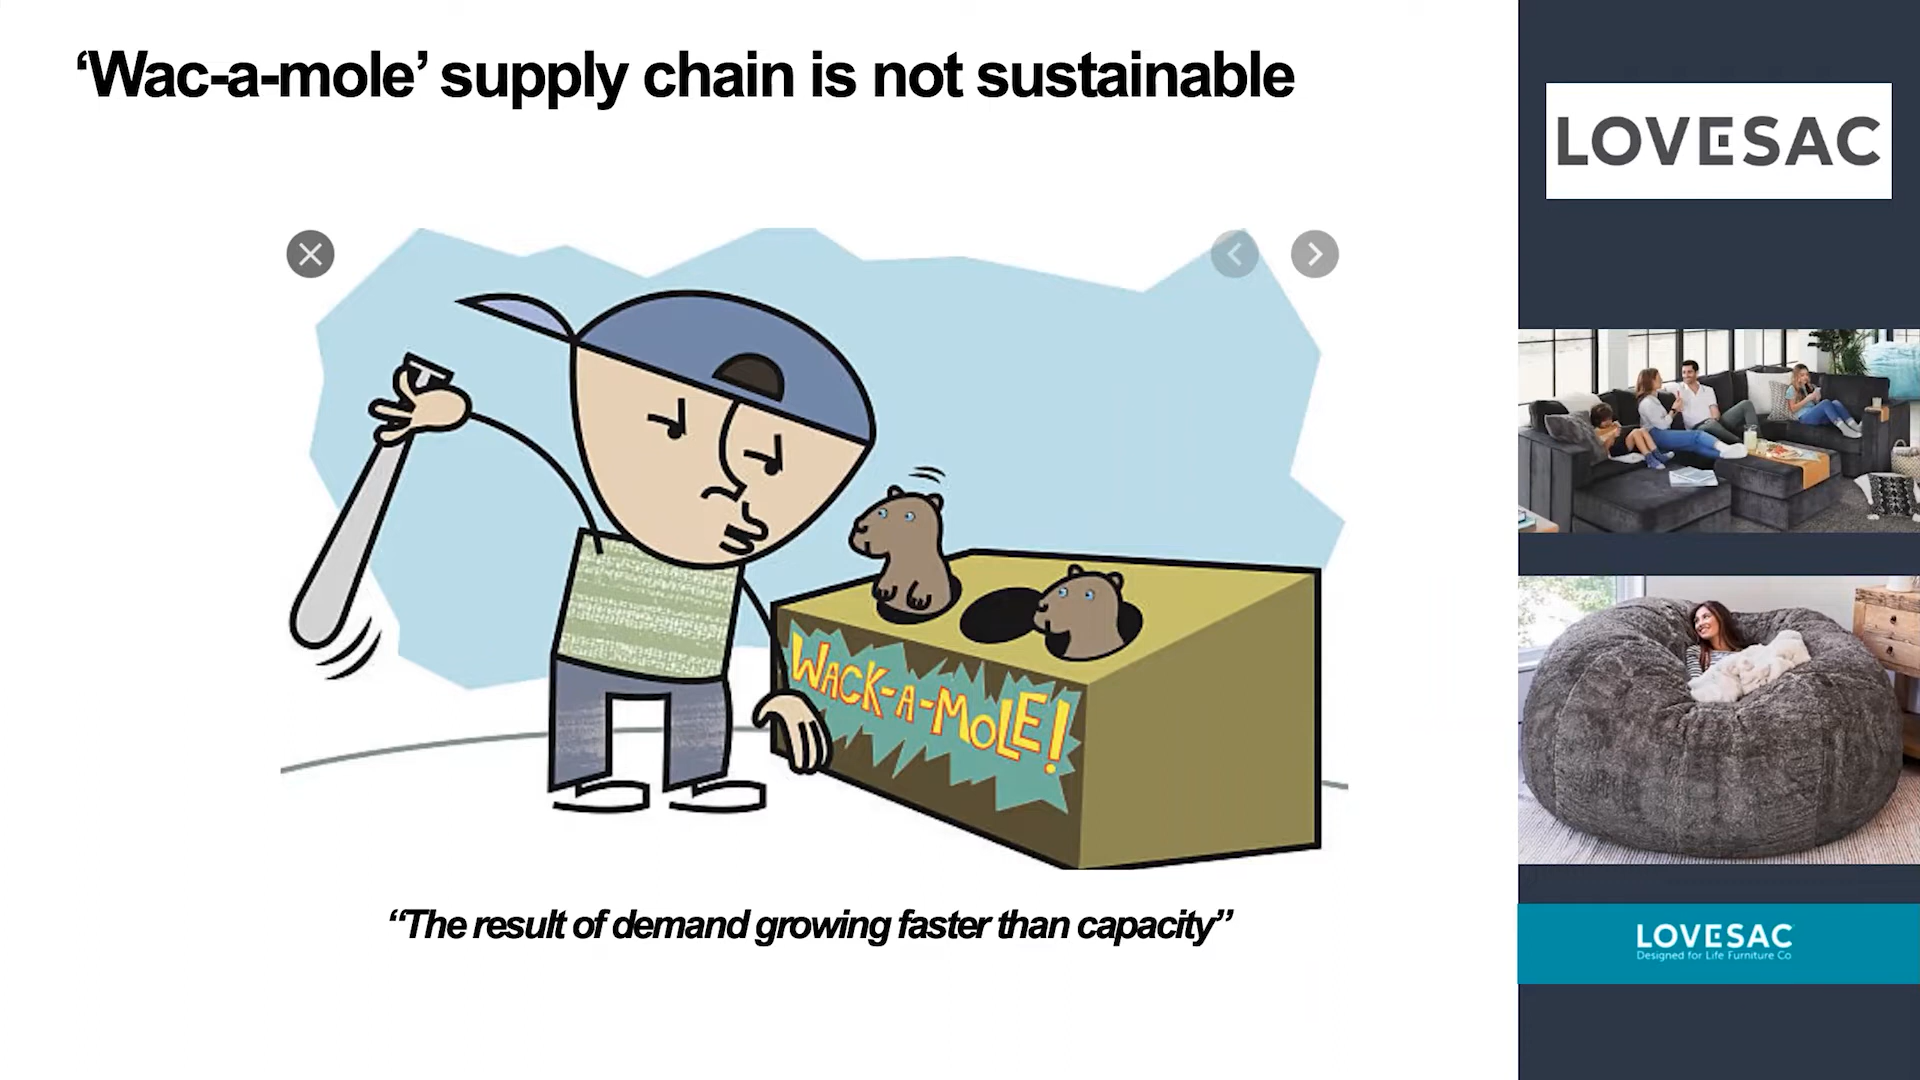 ‘Wac-a-mole’ supply chain is not sustainable
WACK-A-MOLE!
“The result of demand growing faster than capacity”
LOVESAC
LOVESAC
Designed for Life Furniture Co